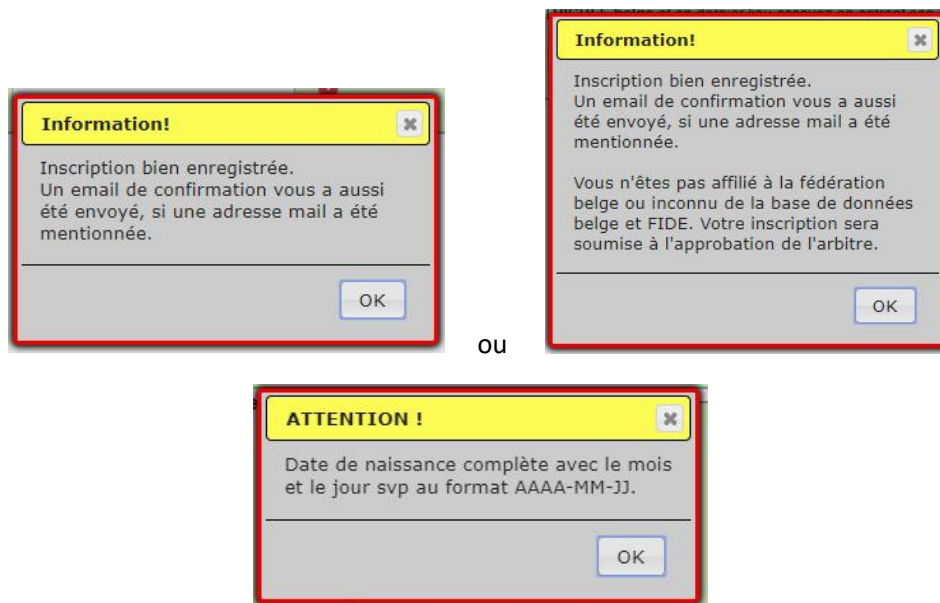 Information!
Inscription bien enregistrée.
Un email de confirmation vous a aussi
été envoyé, si une adresse mail a été
mentionnée.
OK
ou
Information!
Inscription bien enregistrée.
Un email de confirmation vous a aussi
été envoyé, si une adresse mail a été
mentionnée.
Vous n'êtes pas affilié à la fédération
belge ou inconnu de la base de données
belge et FIDE. Votre inscription sera
soumise à l'approbation de l'arbitre.
OK
ATTENTION !
Date de naissance complète avec le mois
et le jour svp au format AAAA-MM-JJ.
OK